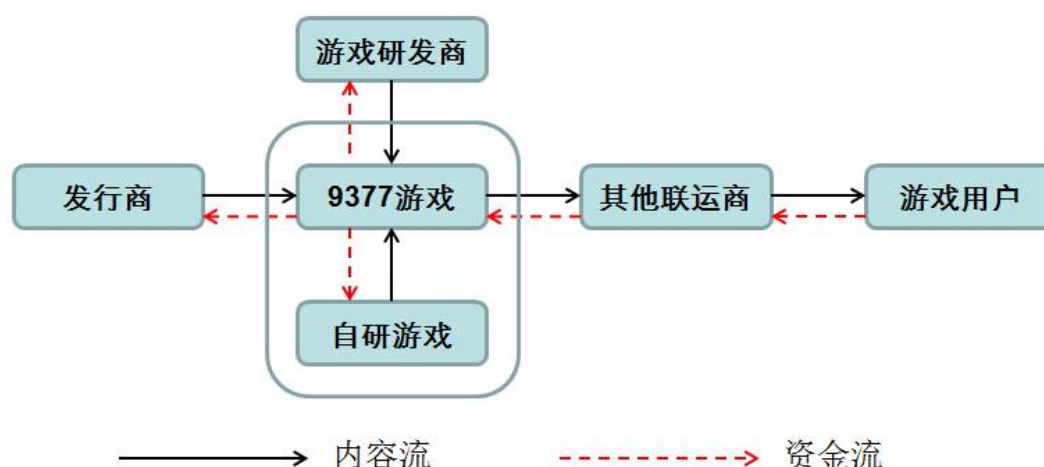 游戏研发商
发行商
9377游戏
其他联运商
游戏用户
自研游戏
内容流
资金流